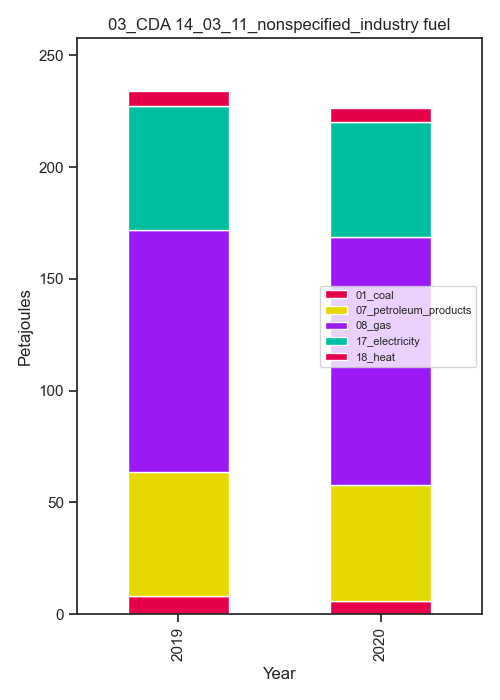 03_CDA 14_03_11_nonspecified_industry fuel
250
200
150
100
50
0
Petajoules
01_coal
07_petroleum_products
08_gas
17_electricity
18_heat
2019
2020
Year